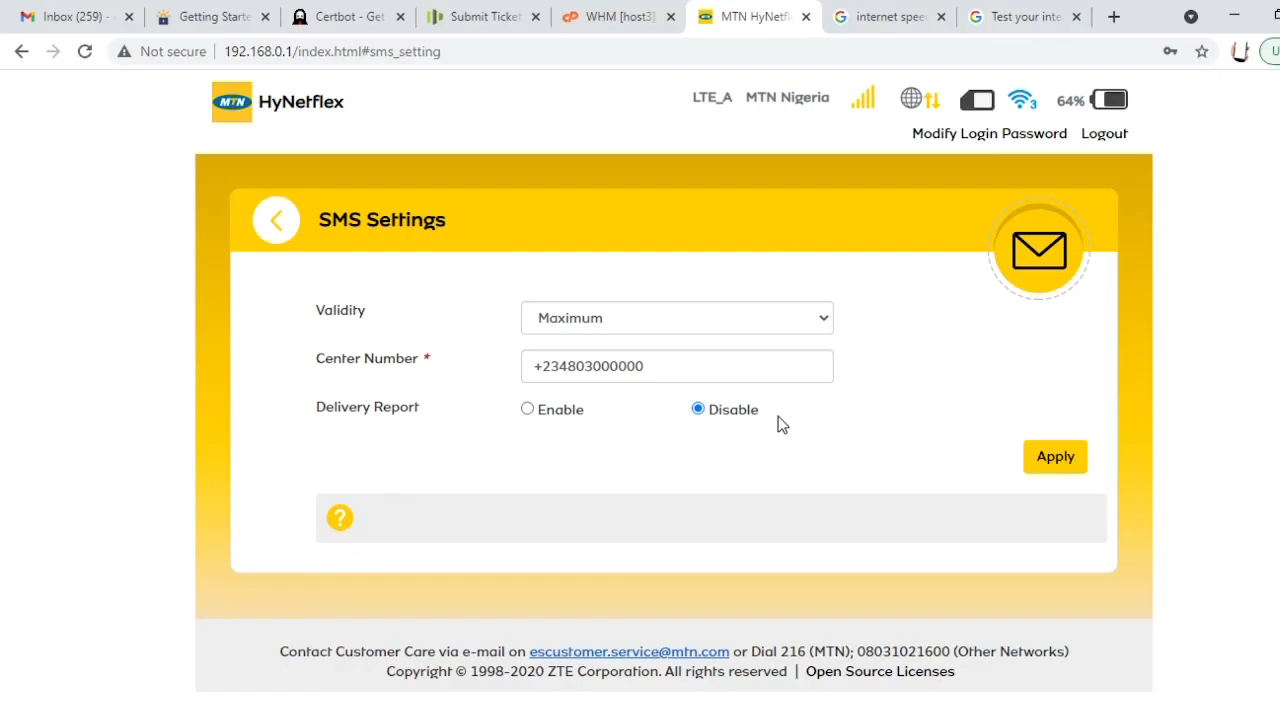 Inbox (259) -
Getting Starte
Certbot - Get
Submit Ticket
WHM [host3]
MTN HyNetfl
internet spee
Test your inte
Not secure
192.168.0.1/index.html#sms_setting
U
MTN
HyNetflex
LTE_A
MTN Nigeria
3
64%
Modify Login Password Logout
SMS Settings
Validity
Maximum
Center Number *
+234803000000
Delivery Report
Enable
Disable
Apply
?
Contact Customer Care via e-mail on escustomer.service@mtn.com or Dial 216 (MTN); 08031021600 (Other Networks)
Copyright © 1998-2020 ZTE Corporation. All rights reserved | Open Source Licenses